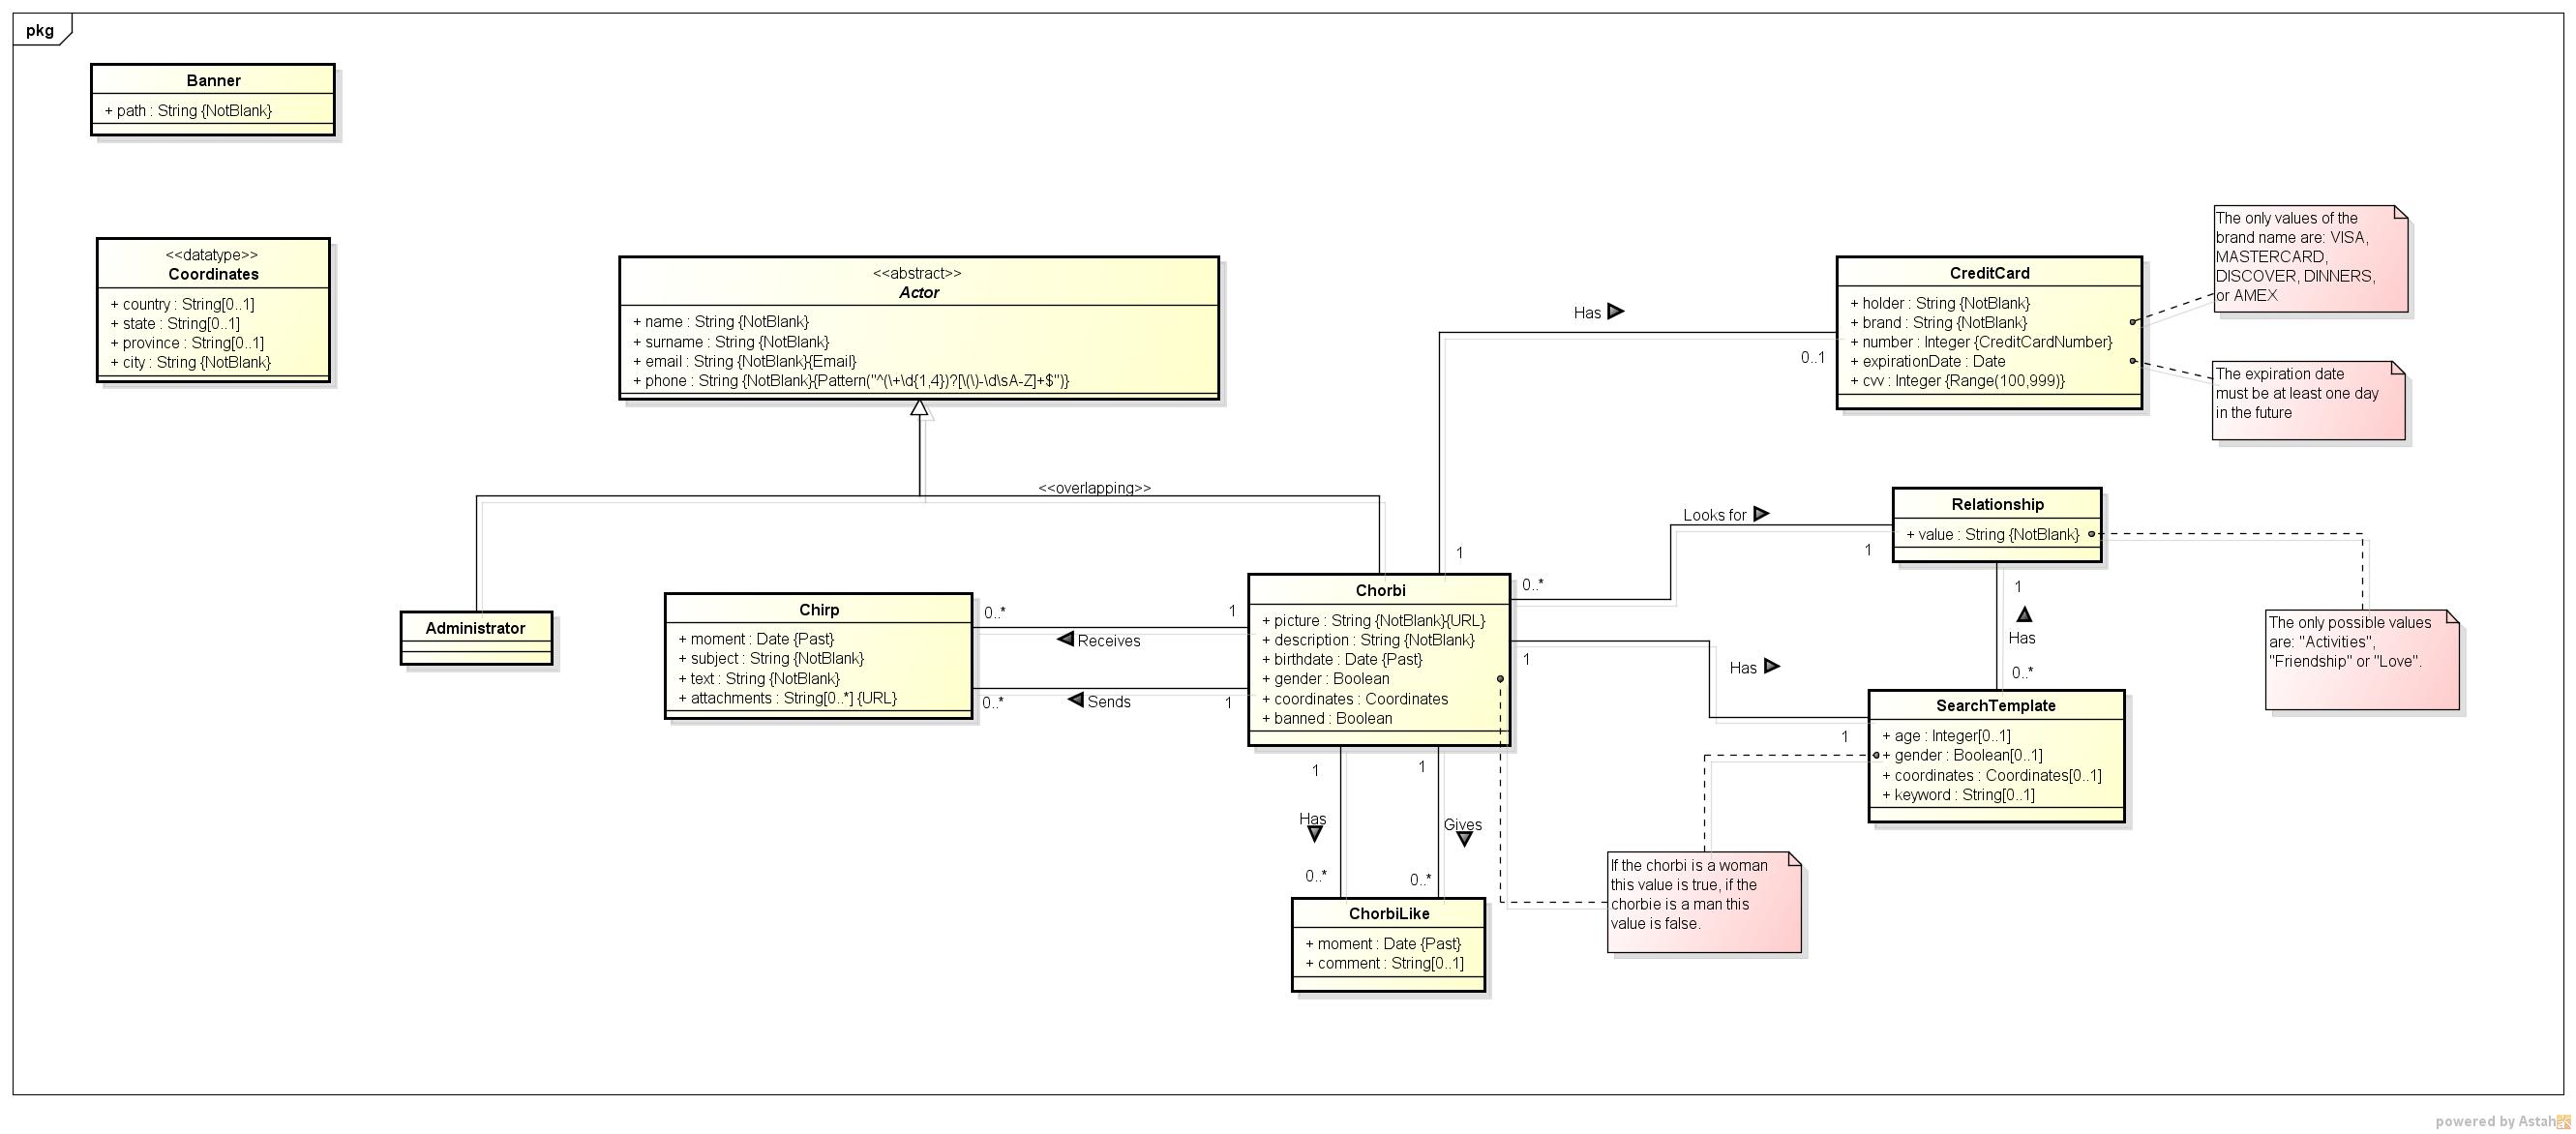 pkg
Banner
+ path : String {NotBlank}
<<datatype>>
Coordinates
+ country : String[0..1]
+ state : String[0..1]
+ province : String[0..1]
+ city : String {NotBlank}
<<abstract>>
Actor
+ name : String {NotBlank}
+ surname : String {NotBlank}
+ email : String {NotBlank}{Email}
+ phone : String {NotBlank}{Pattern("^(\+\d{1,4})?[\(\)-\d\sA-Z]+$")}
<<overlapping>>
Administrator
Chirp
+ moment : Date {Past}
+ subject : String {NotBlank}
+ text : String {NotBlank}
+ attachments : String[0..*] {URL}
0..*
1
Receives
0..*
1
Sends
Chorbi
+ picture : String {NotBlank}{URL}
+ description : String {NotBlank}
+ birthdate : Date {Past}
+ gender : Boolean
+ coordinates : Coordinates
+ banned : Boolean
Has
0..1
1
CreditCard
+ holder : String {NotBlank}
+ brand : String {NotBlank}
+ number : Integer {CreditCardNumber}
+ expirationDate : Date
+ cvv : Integer {Range(100,999)}
The only values of the
brand name are: VISA,
MASTERCARD,
DISCOVER, DINNERS,
or AMEX
The expiration date
must be at least one day
in the future
Looks for
1
0..*
Relationship
+ value : String {NotBlank}
The only possible values
are: "Activities",
"Friendship" or "Love".
1
Has
0..*
1
Has
1
SearchTemplate
+ age : Integer[0..1]
+ gender : Boolean[0..1]
+ coordinates : Coordinates[0..1]
+ keyword : String[0..1]
1
Has
0..*
1
Gives
0..*
ChorbiLike
+ moment : Date {Past}
+ comment : String[0..1]
If the chorbi is a woman
this value is true, if the
chorbie is a man this
value is false.
powered by Astah